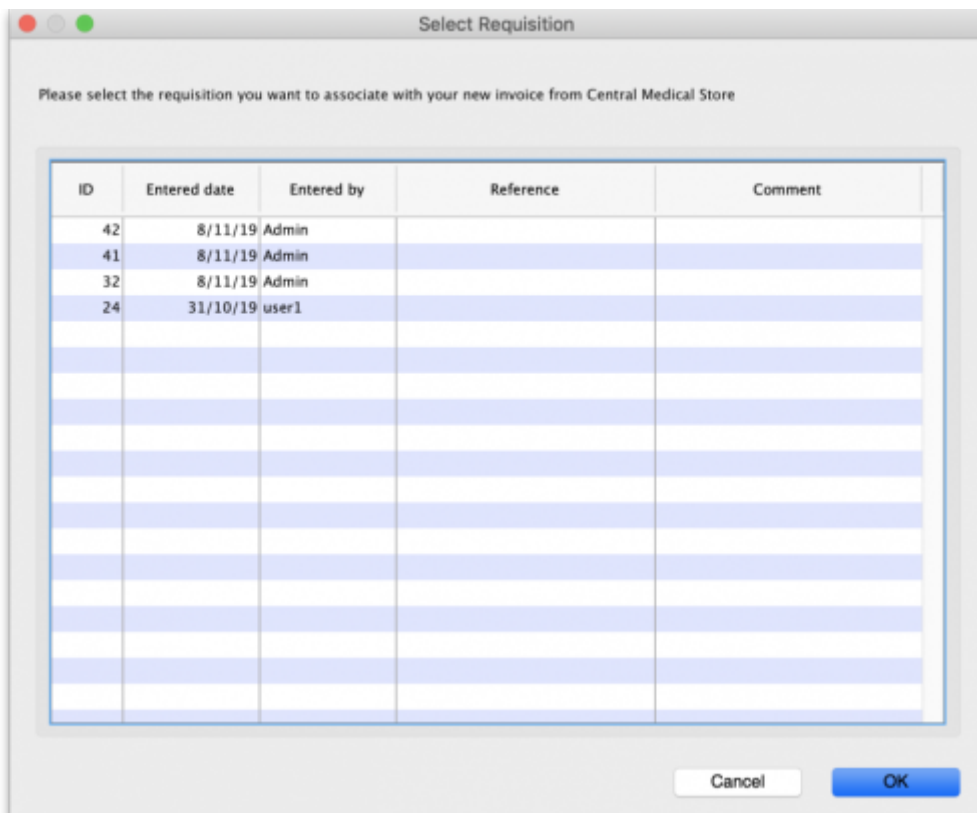 Select Requisition
Please select the requisition you want to associate with your new invoice from Central Medical Store
ID Entered date Entered by Reference Comment
42 8/11/19 Admin
41 8/11/19 Admin
32 8/11/19 Admin
24 31/10/19 user1
Cancel OK